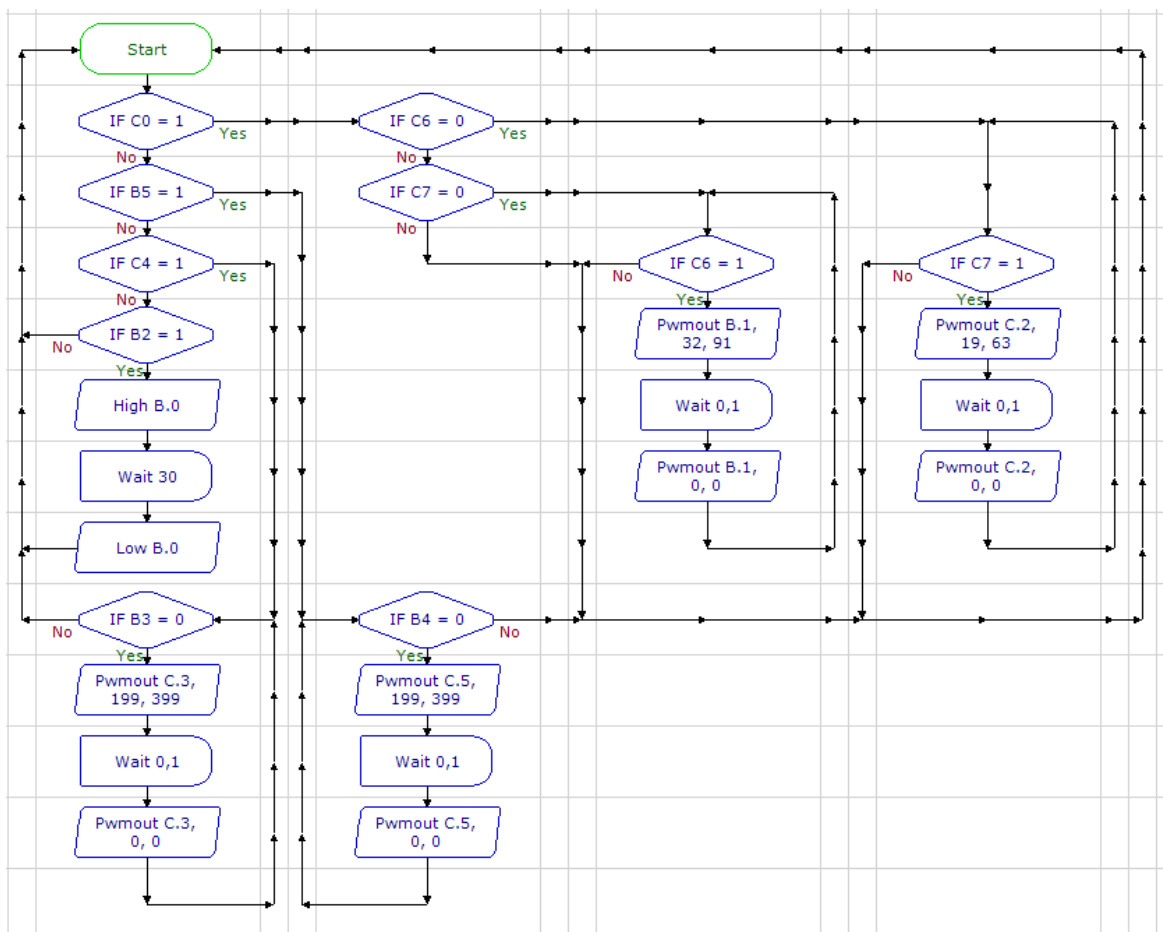 Start
IF C0 = 1
Yes
No
IF C6 = 0
Yes
No
IF B5 = 1
Yes
No
IF C7 = 0
Yes
No
IF C4 = 1
Yes
No
IF C6 = 1
No
Yes
IF C7 = 1
No
Yes
IF B2 = 1
No
Yes
Pwmout B.1,
32, 91
Pwmout C.2,
19, 63
High B.0
Wait 0,1
Wait 0,1
Wait 30
Pwmout B.1,
0, 0
Pwmout C.2,
0, 0
Low B.0
IF B3 = 0
No
Yes
IF B4 = 0
No
Yes
Pwmout C.3,
199, 399
Pwmout C.5,
199, 399
Wait 0,1
Wait 0,1
Pwmout C.3,
0, 0
Pwmout C.5,
0, 0